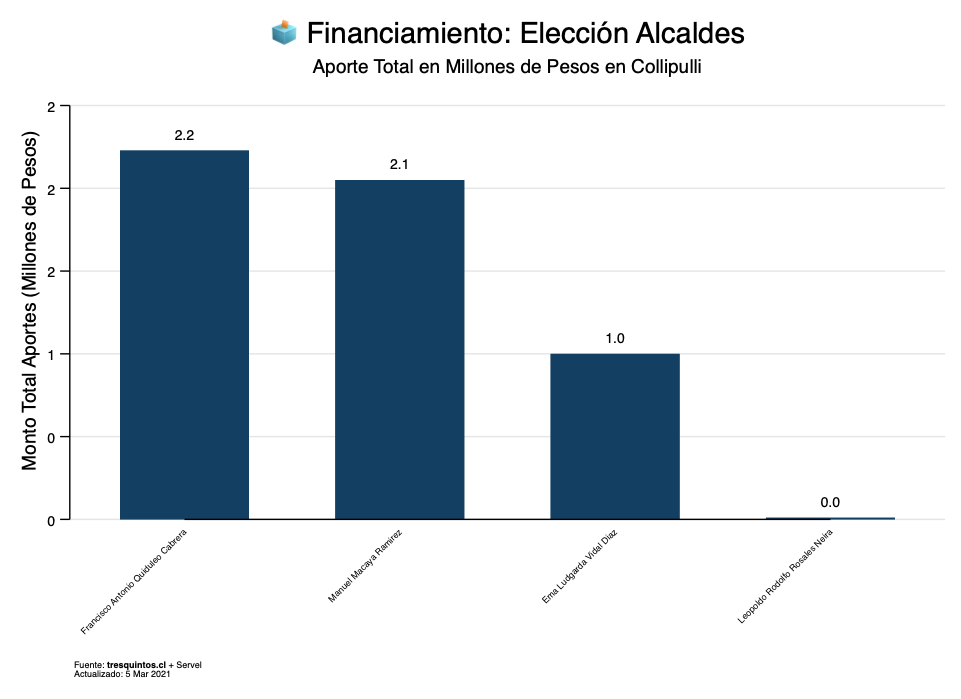 Financiamiento: Elección Alcaldes
Aporte Total en Millones de Pesos en Collipulli
Monto Total Aportes (Millones de Pesos)
2
2
2
1
0
0
2.2
2.1
1.0
0.0
Francisco Antonio Quiduleo Cabrera
Manuel Macaya Ramirez
Ema Ludgarda Vidal Diaz
Leopoldo Rodolfo Rosales Neira
Fuente: tresquintos.cl + Servel
Actualizado: 5 Mar 2021